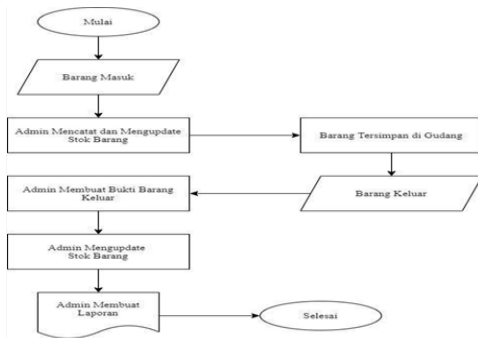 Mulai
Barang Masuk
Admin Mencatat dan Mengupdate
Stok Barang
Barang Tersimpan di Gudang
Barang Keluar
Admin Membuat Bukti Barang
Keluar
Admin Mengupdate
Stok Barang
Admin Membuat
Laporan
Selesai